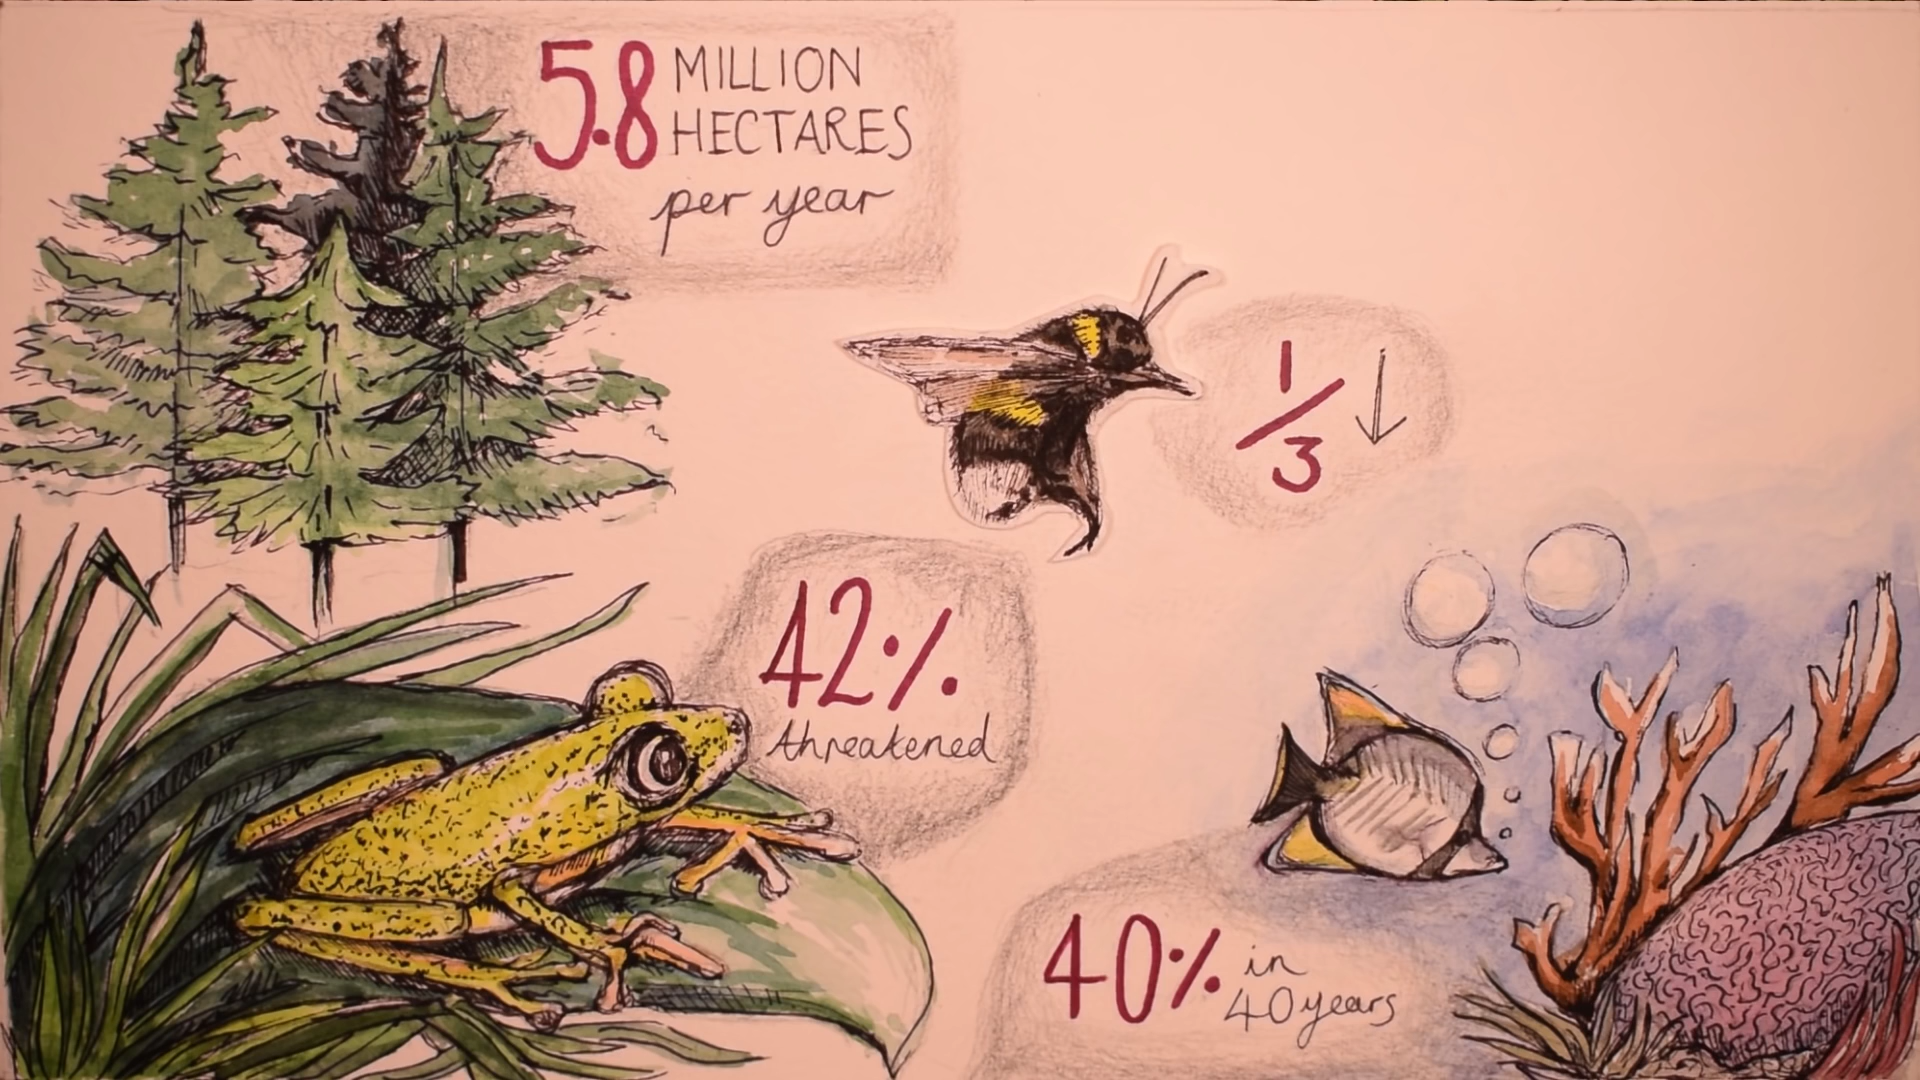 5.8 MILLION
HECTARES
per year
1/3 ↓
42%
threatened
40% in
40 years